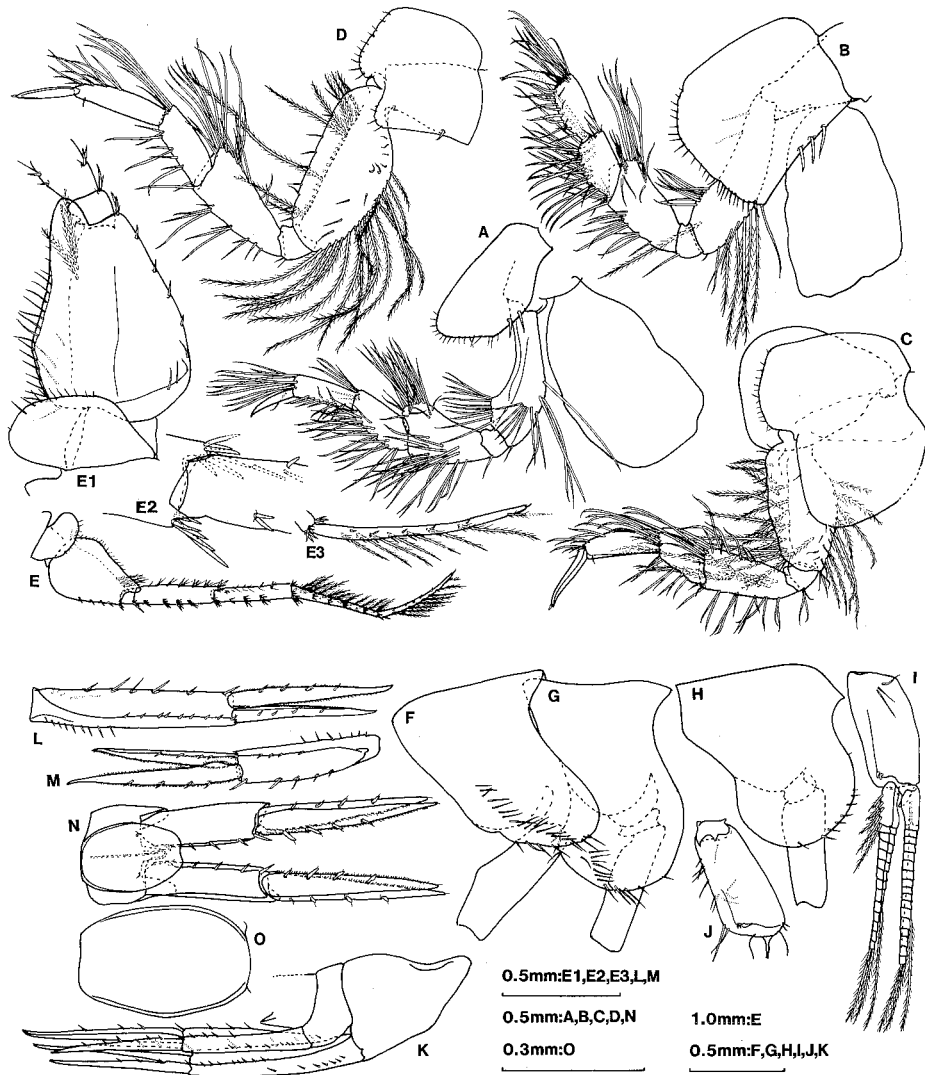 D
B
A
C
E1
E2
E3
E
L
F
G
H
I
M
N
J
O
K
0.5mm:E1,E2,E3,L,M
0.5mm:A,B,C,D,N
1.0mm:E
0.3mm:O
0.5mm:F,G,H,I,J,K